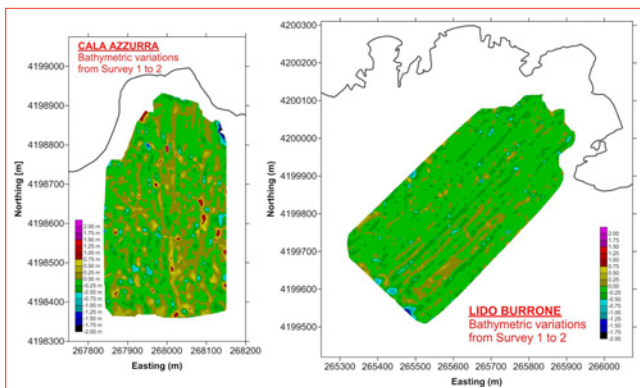 CALA AZZURRA
Bathymetric variations
from Survey 1 to 2
Northing [m]
4199000
4198900
4198800
4198700
4198600
4198500
4198400
4198300
2.00 m
1.75 m
1.50 m
1.25 m
1.00 m
0.75 m
0.50 m
0.25 m
0.00 m
-0.25 m
-0.50 m
-0.75 m
-1.00 m
-1.25 m
-1.50 m
-1.75 m
-2.00 m
267800 267900 268000 268100 268200
Easting (m)
Northing (m)
4200300
4200200
4200100
4200000
4199900
4199800
4199700
4199600
4199500
2.00
1.75
1.50
1.25
1.00
0.75
0.50
0.25
0.00
-0.25
-0.50
-0.75
-1.00
-1.25
-1.50
-1.75
-2.00
LIDO BURRONE
Bathymetric variations
from Survey 1 to 2
265300 265400 265500 265600 265700 265800 265900 266000
Easting (m)